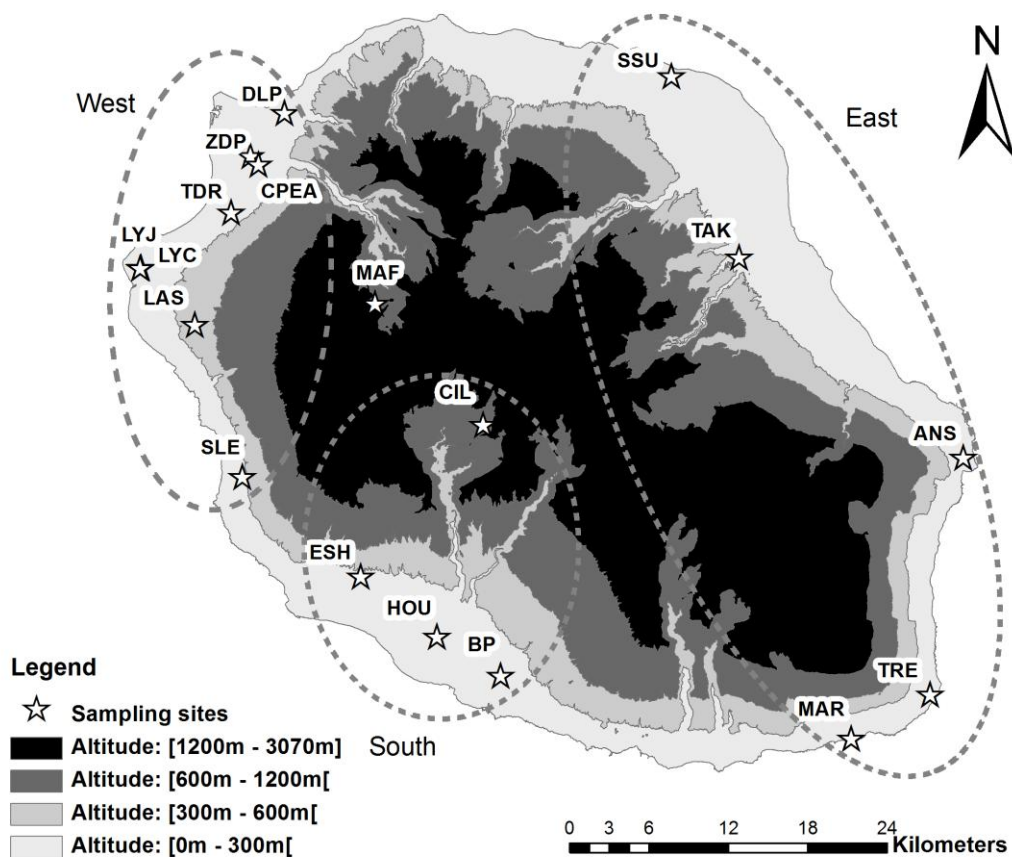 N
SSU
West
East
DLP
ZDP
CPEA
TDR
LYJ
LYC
TAK
MAF
LAS
CIL
ANS
SLE
ESH
HOU
BP
TRE
MAR
South
Legend
Sampling sites
Altitude: [1200m - 3070m]
Altitude: [600m - 1200m[
Altitude: [300m - 600m[
Altitude: [0m - 300m[
0 3 6 12 18 24
Kilometers